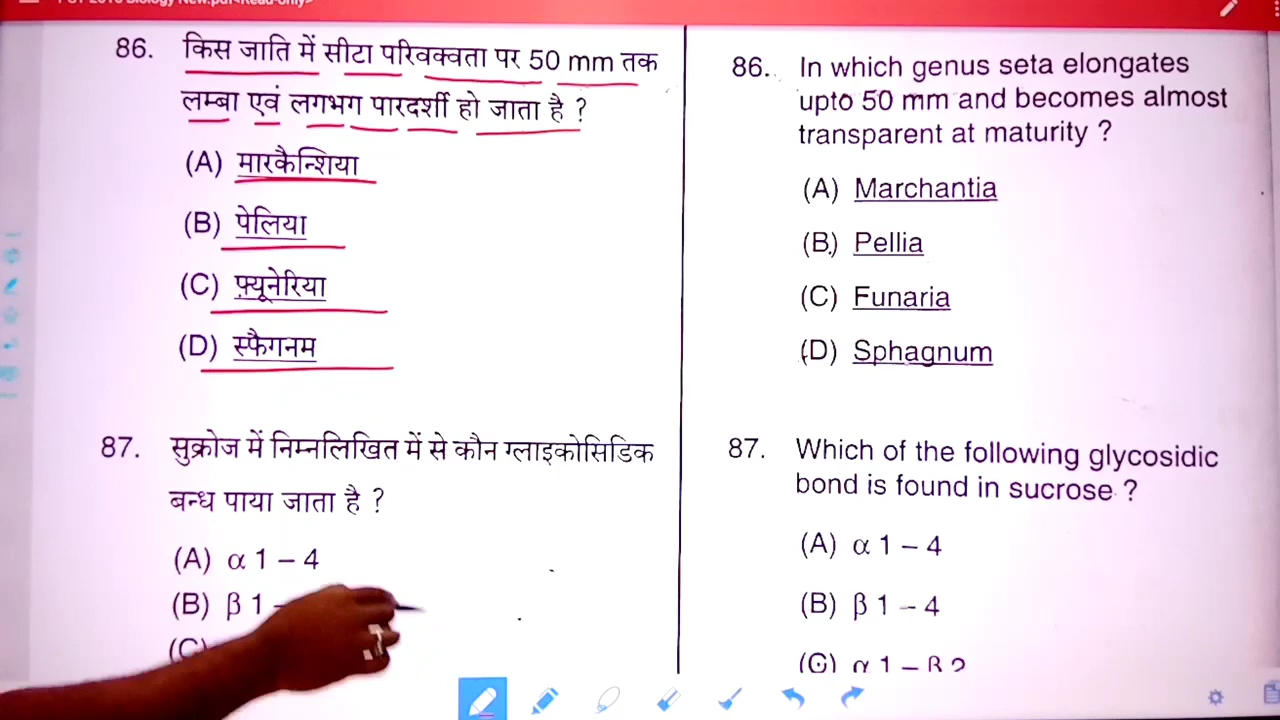 86. किस जाति में सीटा परिवक्वता पर 50 mm तक
लम्बा एवं लगभग पारदर्शी हो जाता है ?
(A) मारकैन्शिया
(B) पेलिया
(C) फ़्यूनेरिया
(D) स्फैगनम
87. सुक्रोज में निम्नलिखित में से कौन ग्लाइकोसिडिक
बन्ध पाया जाता है ?
(A) α 1 – 4
(B) β 1 –
(C)
86. In which genus seta elongates
upto 50 mm and becomes almost
transparent at maturity ?
(A) Marchantia
(B) Pellia
(C) Funaria
(D) Sphagnum
87. Which of the following glycosidic
bond is found in sucrose ?
(A) α 1 – 4
(B) β 1 – 4
(C) α 1 – β 2